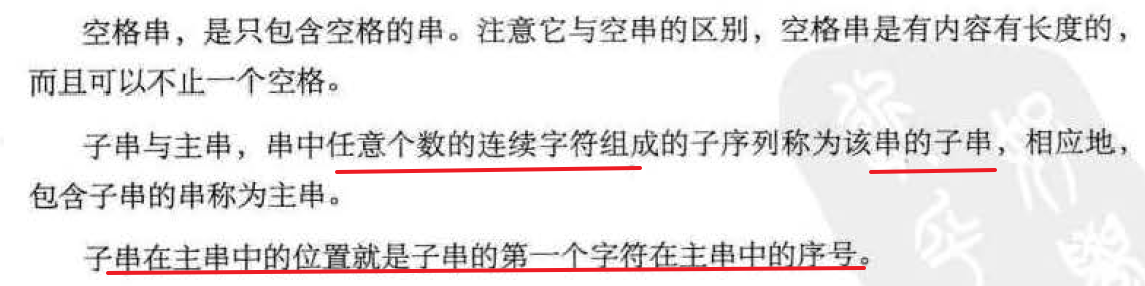 空格串，是只包含空格的串。注意它与空串的区别，空格串是有内容有长度的，
而且可以不止一个空格。
子串与主串，串中任意个数的连续字符组成的子序列称为该串的子串，相应地，
包含子串的串称为主串。
子串在主串中的位置就是子串的第一个字符在主串中的序号。